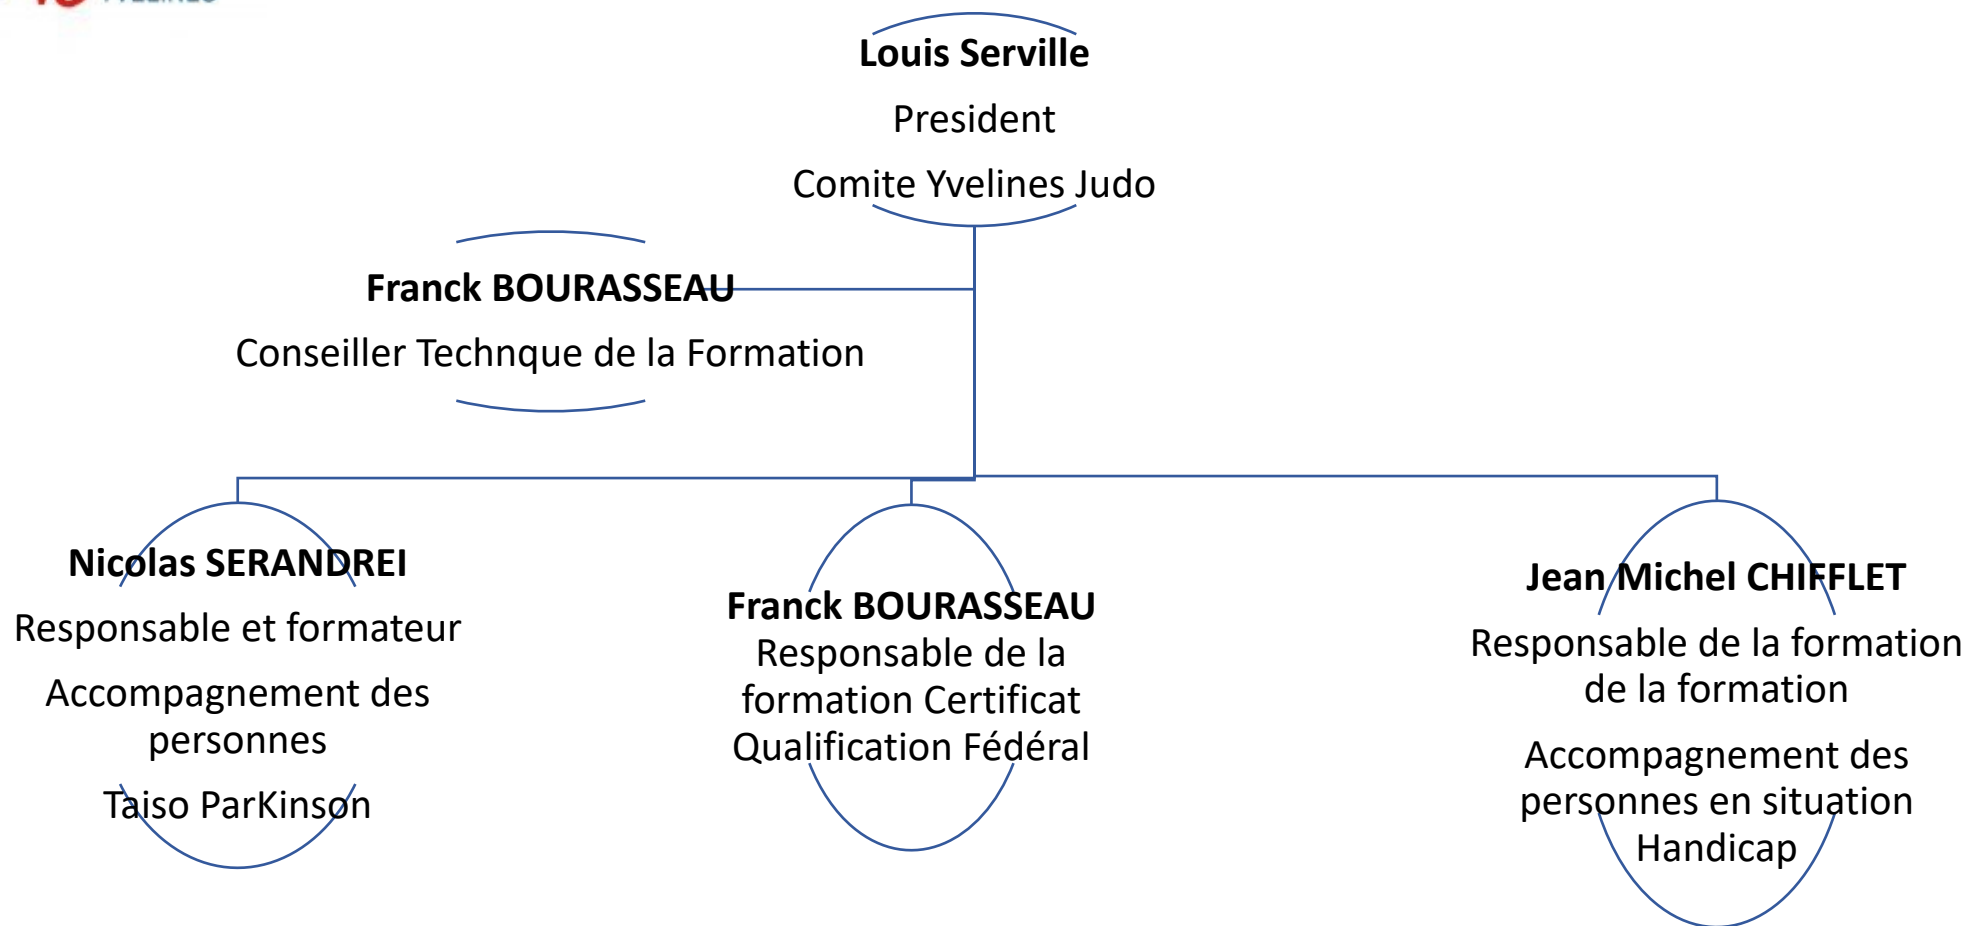 Louis Serville
President
Comite Yvelines Judo
Franck BOURASSEAU
Conseiller Technque de la Formation
Nicolas SERANDREI
Responsable et formateur
Accompagnement des
personnes
Taiso ParKinson
Franck BOURASSEAU
Responsable de la
formation Certificat
Qualification Fédéral
Jean Michel CHIFFLET
Responsable de la formation
de la formation
Accompagnement des
personnes en situation
Handicap